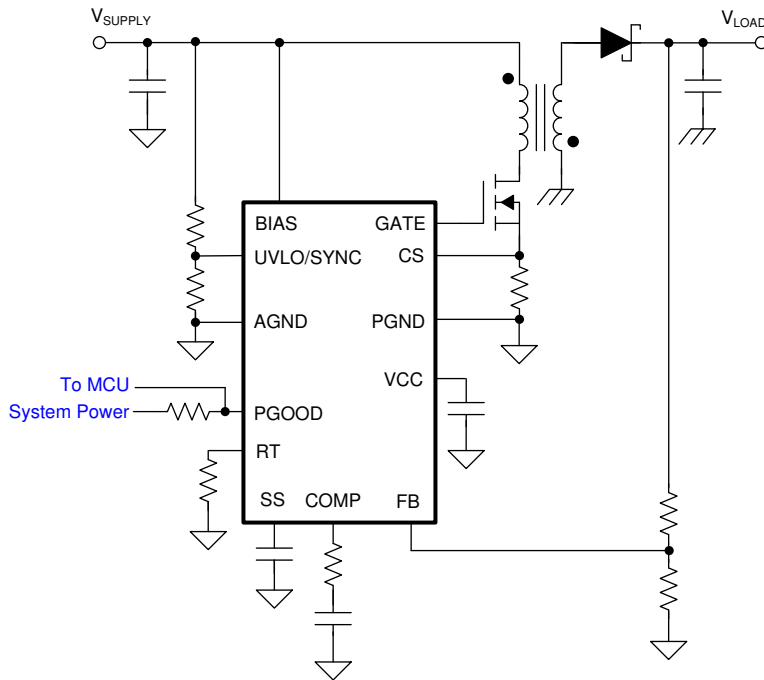 VSUPPLY
VLOAD
BIAS
GATE
UVLO/SYNC
CS
AGND
PGND
VCC
To MCU
System Power
PGOOD
RT
SS
COMP
FB